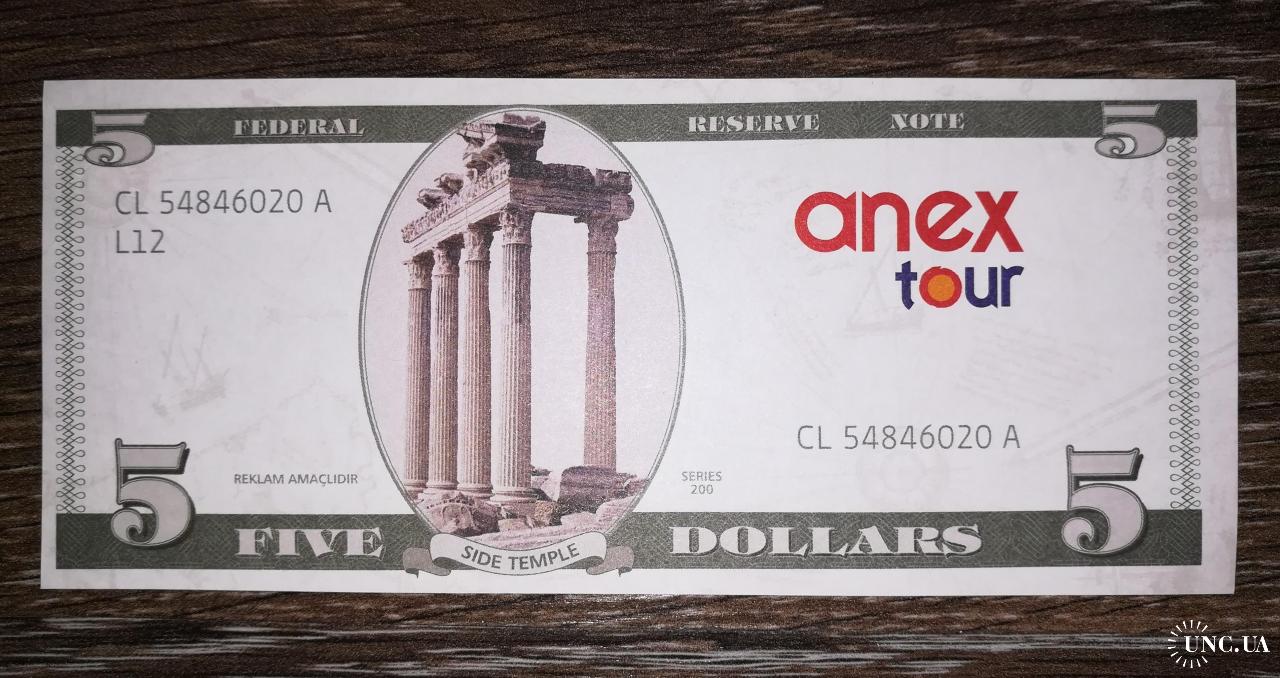 5 FEDERAL RESERVE NOTE 5
CL 54846020 A
L12
anex
tour
CL 54846020 A
REKLAM AMAÇLIDIR
SERIES
200
5 FIVE DOLLARS 5
SIDE TEMPLE
UNC.UA